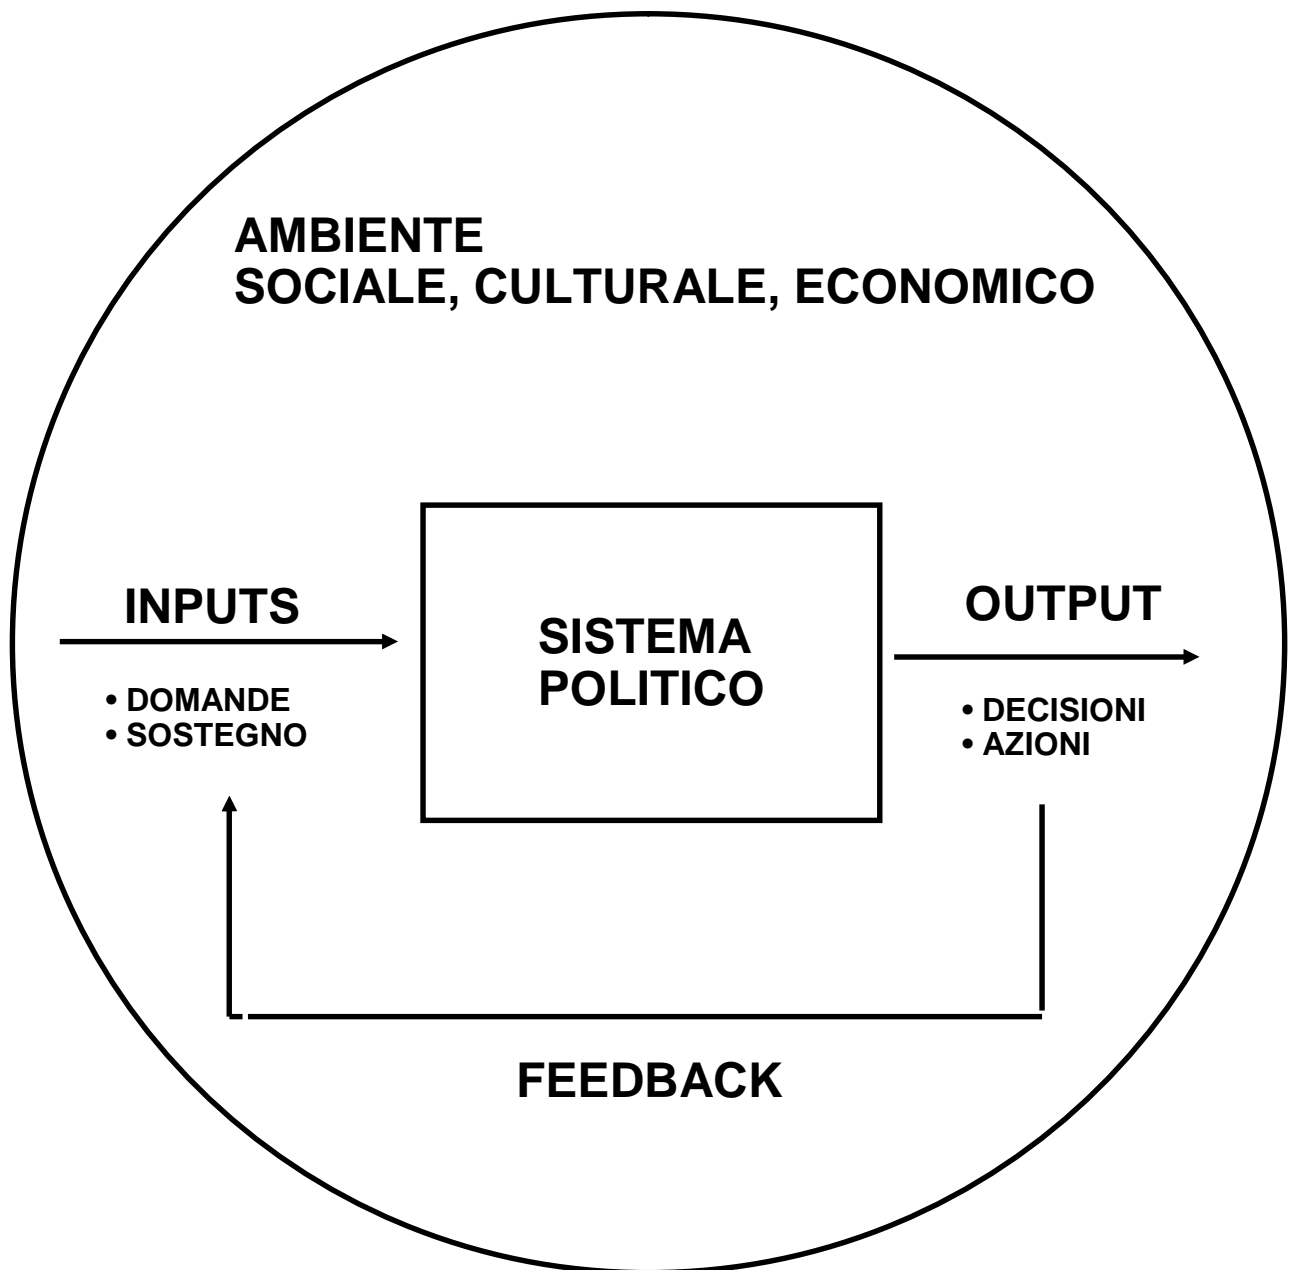 AMBIENTE
SOCIALE, CULTURALE, ECONOMICO
INPUTS
• DOMANDE
• SOSTEGNO
SISTEMA
POLITICO
OUTPUT
• DECISIONI
• AZIONI
FEEDBACK